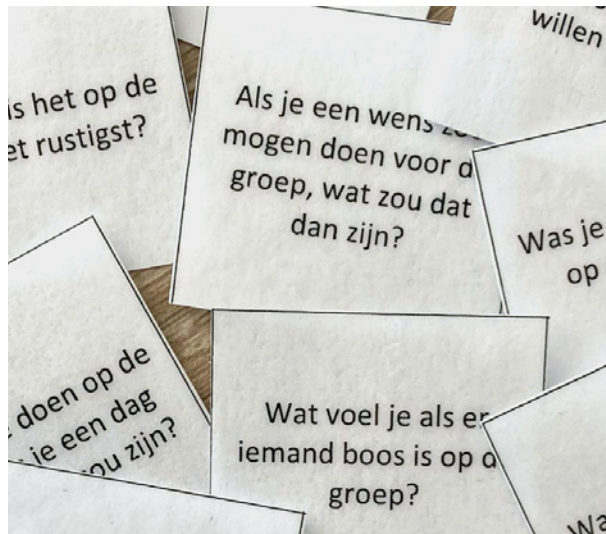 willen
is het op de
et rustigst?
Als je een wens
mogen doen voor d
groep, wat zou dat
dan zijn?
Was je
op
doen op de
je een dag
ou zijn?
Wat voel je als er
iemand boos is op d
groep?
Wa